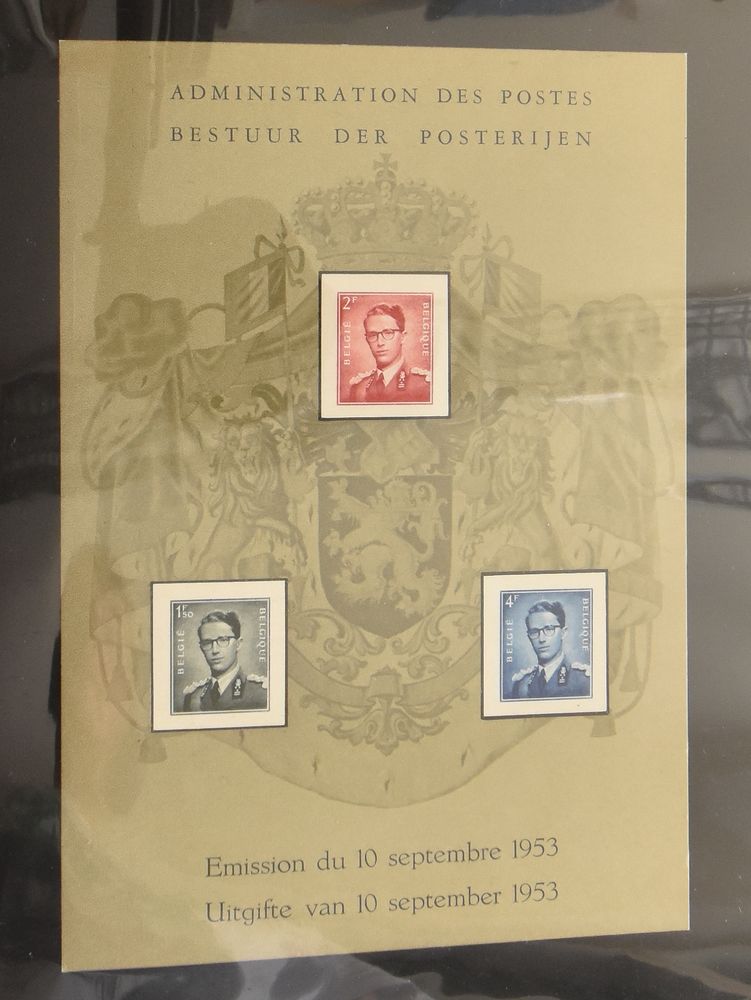 ADMINISTRATION DES POSTES
BESTUUR DER POSTERIJEN
2F
BELGIË
BELGIQUE
1F50
BELGIË
BELGIQUE
4F
BELGIË
BELGIQUE
Emission du 10 septembre 1953
Uitgifte van 10 september 1953